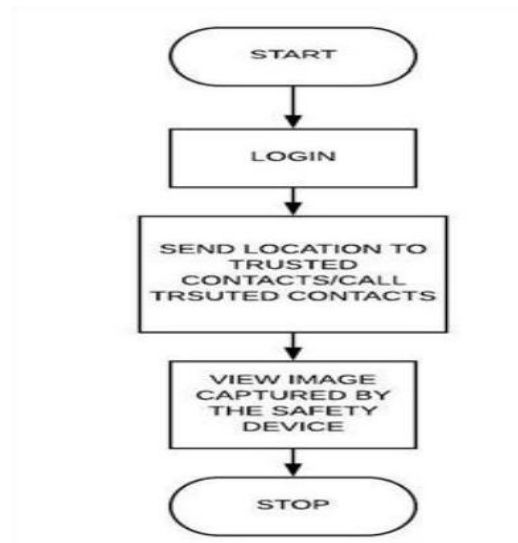 START
LOGIN
SEND LOCATION TO
TRUSTED
CONTACTS/CALL
TRSUTED CONTACTS
VIEW IMAGE
CAPTURED BY
THE SAFETY
DEVICE
STOP